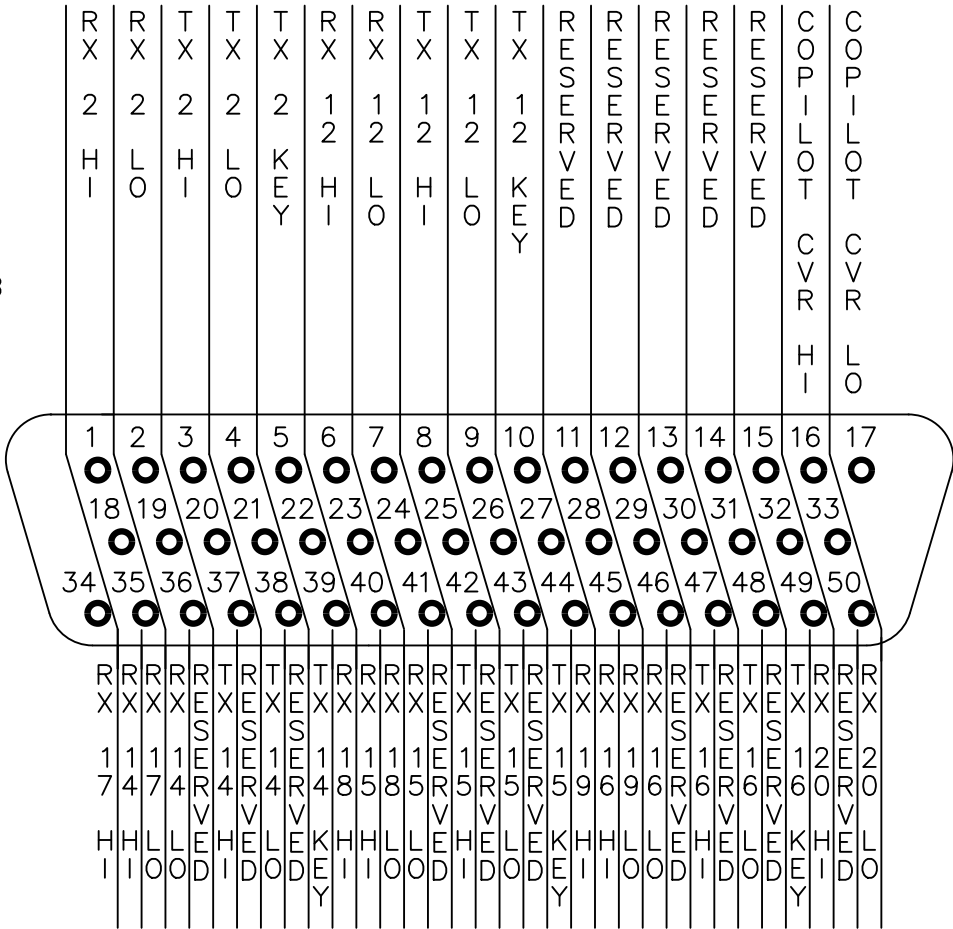 RX 2 HI
RX 2 LO
TX 2 HI
TX 2 LO
TX 2 KEY
RX 12 HI
RX 12 LO
TX 12 HI
TX 12 LO
TX 12 KEY
RESERVED
RESERVED
RESERVED
RESERVED
RESERVED
COPILOT CVR HI
COPILOT CVR LO
1 2 3 4 5 6 7 8 9 10 11 12 13 14 15 16 17
18 19 20 21 22 23 24 25 26 27 28 29 30 31 32 33
34 35 36 37 38 39 40 41 42 43 44 45 46 47 48 49 50
RX 17 HI
RX 14 HI
RX 17 LO
RX 14 LO
RESERVED
TX 14 HI
RESERVED
TX 14 LO
RESERVED
TX 14 KEY
RX 18 HI
RX 15 HI
RX 18 LO
RX 15 LO
RESERVED
TX 15 HI
RESERVED
TX 15 LO
RESERVED
TX 15 KEY
RX 19 HI
RX 16 HI
RX 19 LO
RX 16 LO
RESERVED
TX 16 HI
RESERVED
TX 16 LO
RESERVED
TX 16 KEY
RX 20 HI
RESERVED
RX 20 LO